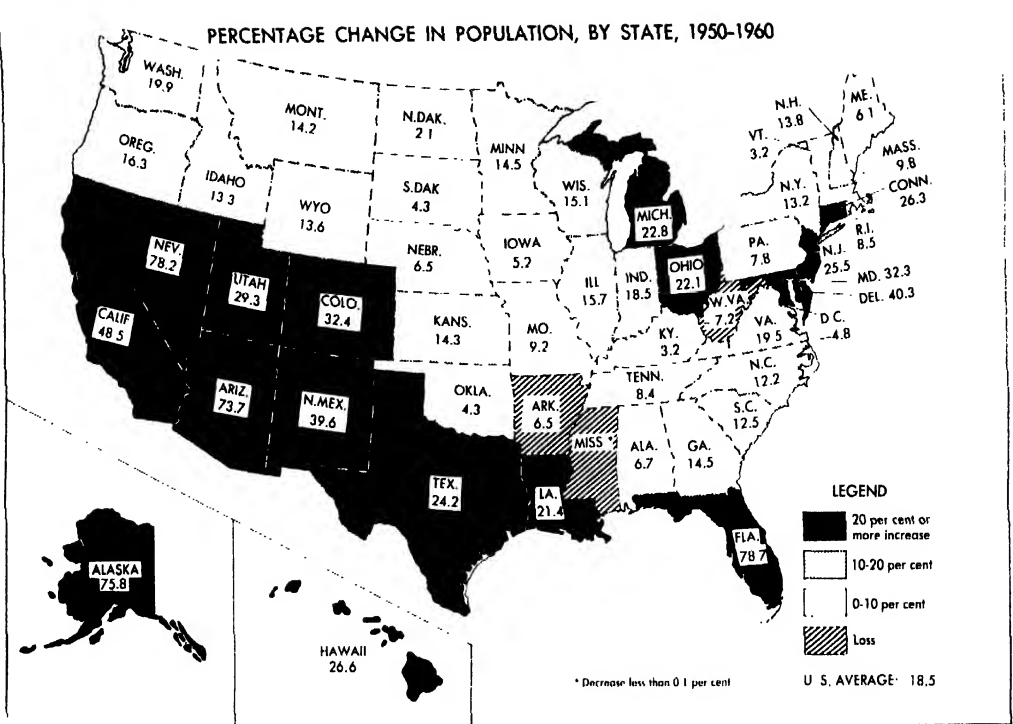 PERCENTAGE CHANGE IN POPULATION, BY STATE, 1950-1960
WASH.
19.9
OREG.
16.3
IDAHO
13 3
MONT.
14.2
WYO
13.6
N.DAK.
2 1
S.DAK
4.3
NEBR.
6.5
KANS.
14.3
OKLA.
4.3
MINN
14.5
IOWA
5.2
MO.
9.2
ARK.
6.5
LA.
21.4
WIS.
15.1
ILL
15.7
IND.
18.5
MICH.
22.8
OHIO
22.1
KY.
3.2
TENN.
8.4
MISS *
ALA.
6.7
GA.
14.5
FLA.
78 7
S.C.
12.5
N.C.
12.2
VA.
19 5
W.VA.
7.2
PA.
7.8
N.Y.
13.2
VT.
3.2
N.H.
13.8
ME.
6 1
MASS.
9.8
CONN.
26.3
R.I.
8.5
N.J.
25.5
MD. 32.3
DEL. 40.3
D C.
--4.8
NEV.
78.2
UTAH
29.3
COLO.
32.4
CALIF
48 5
ARIZ.
73.7
N.MEX.
39.6
TEX.
24.2
ALASKA
75.8
HAWAII
26.6
LEGEND
20 per cent or
more increase
10-20 per cent
0-10 per cent
Loss
* Decrease less than 0 1 per cent
U S. AVERAGE· 18.5